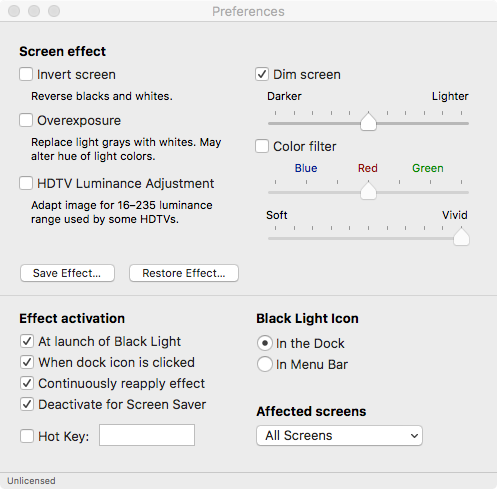 Preferences
Screen effect
Invert screen
Reverse blacks and whites.
Overexposure
Replace light grays with whites. May
alter hue of light colors.
HDTV Luminance Adjustment
Adapt image for 16–235 luminance
range used by some HDTVs.
Dim screen
Darker Lighter
Color filter
Blue Red Green
Soft Vivid
Save Effect... Restore Effect...
Effect activation
At launch of Black Light
When dock icon is clicked
Continuously reapply effect
Deactivate for Screen Saver
Hot Key:
Black Light Icon
In the Dock
In Menu Bar
Affected screens
All Screens
Unlicensed